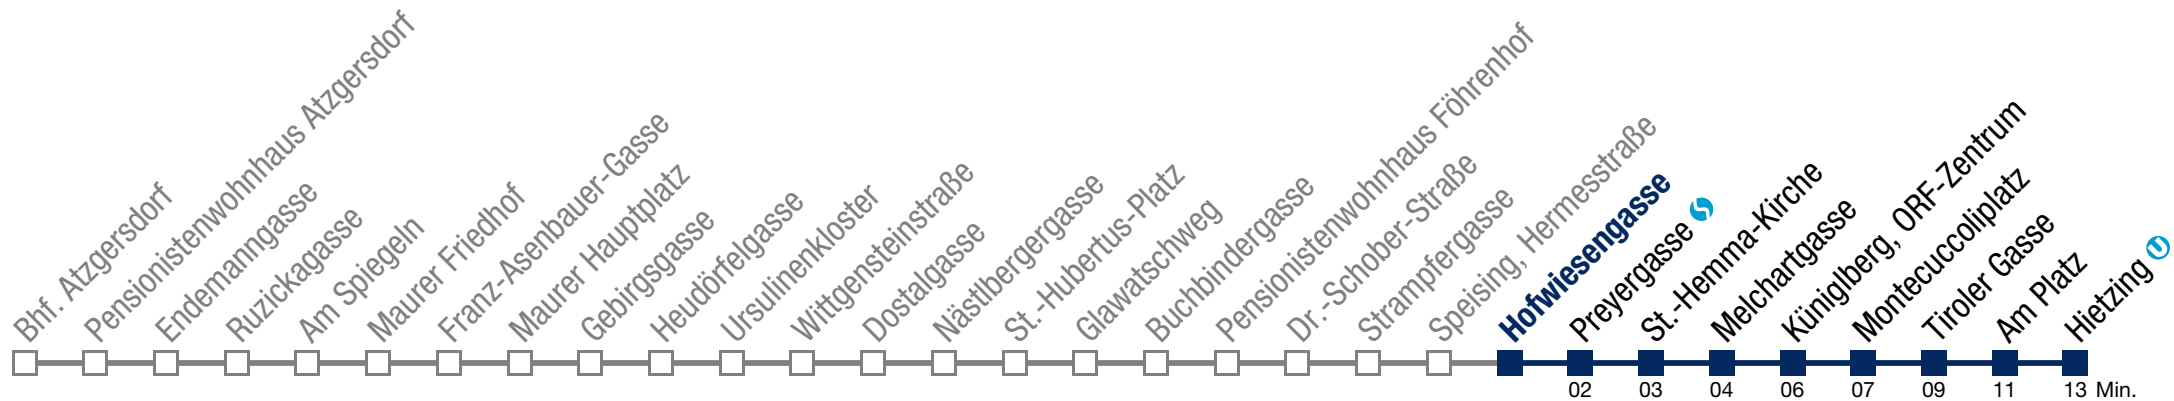 Bhf. Atzgersdorf
Pensionistenwohnhaus Atzgersdorf
Endemanngasse
Ruzickagasse
Am Spiegeln
Maurer Friedhof
Franz-Asenbauer-Gasse
Maurer Hauptplatz
Gebirgsgasse
Heudörfelgasse
Ursulinenkloster
Wittgensteinstraße
Dostalgasse
Nästlbergergasse
St.-Hubertus-Platz
Glawatschweg
Buchbindergasse
Pensionistenwohnhaus Föhrenhof
Dr.-Schober-Straße
Strampfergasse
Speising, Hermesstraße
Hofwiesengasse
Preyergasse S
St.-Hemma-Kirche
Melchartgasse
Küniglberg, ORF-Zentrum
Montecuccoliplatz
Tiroler Gasse
Am Platz
Hietzing U
02 03 04 06 07 09 11 13 Min.